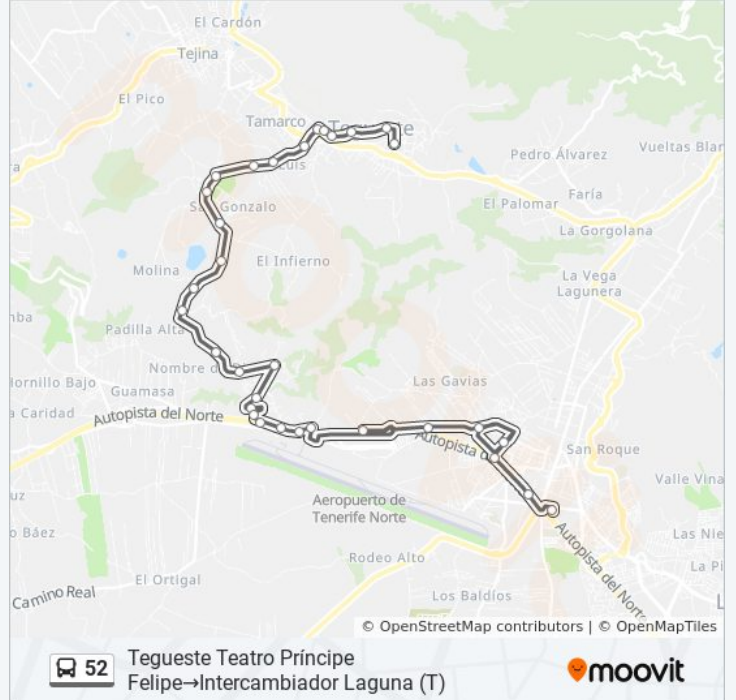 El Cardón
Tejina
El Pico
Tamarco
Pedro Álvarez
Vueltas Blan
ra
Luis
El Palomar
Faría
Gonzalo
La Gorgolana
El Infierno
Molina
La Vega
Lagunera
Padilla Alta
Nombre d
Hornillo Bajo
Guamasa
Las Gavias
a Caridad
Autopista del Norte
Autopista d
San Roque
Valle Vina
Aeropuerto de
Tenerife Norte
Autopista del Norte
o Báez
Rodeo Alto
Las Nie
El Ortigal
La Pi
Camino Real
Los Baldíos
L
© OpenStreetMap contributors | © OpenMapTiles
52
Tegueste Teatro Príncipe
Felipe→Intercambiador Laguna (T)
moovit